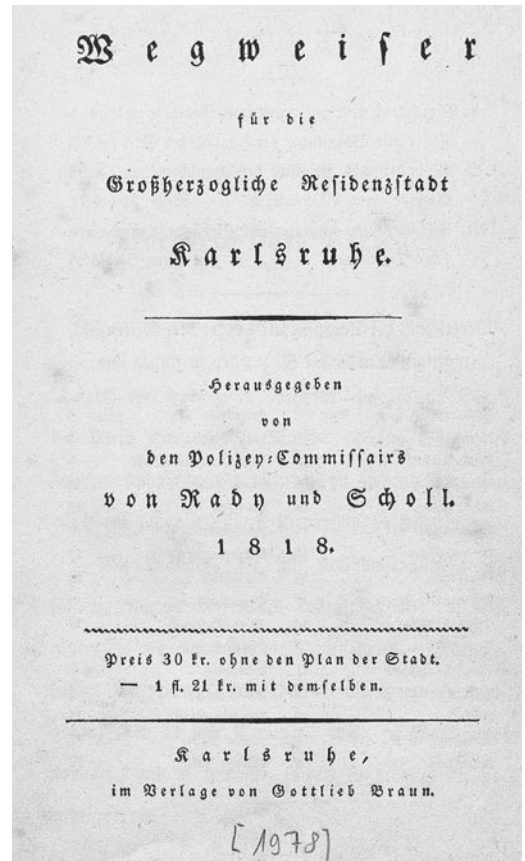 Wegweiser
für die
Großherzogliche Residenzstadt
Karlsruhe.
Herausgegeben
von
den Polizey-Commissairs
von Rady und Scholl.
1818.
Preis 30 kr. ohne den Plan der Stadt.
— 1 fl. 21 kr. mit demselben.
Karlsruhe,
im Verlage von Gottlieb Braun.
[1978]